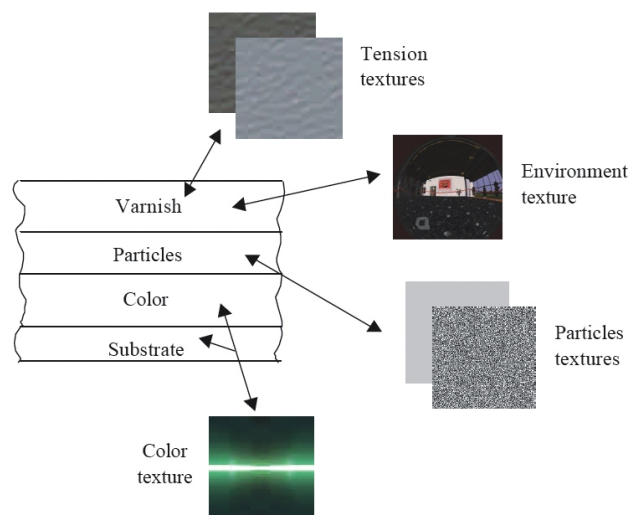 Tension
textures
Environment
texture
Varnish
Particles
Color
Substrate
Particles
textures
Color
texture